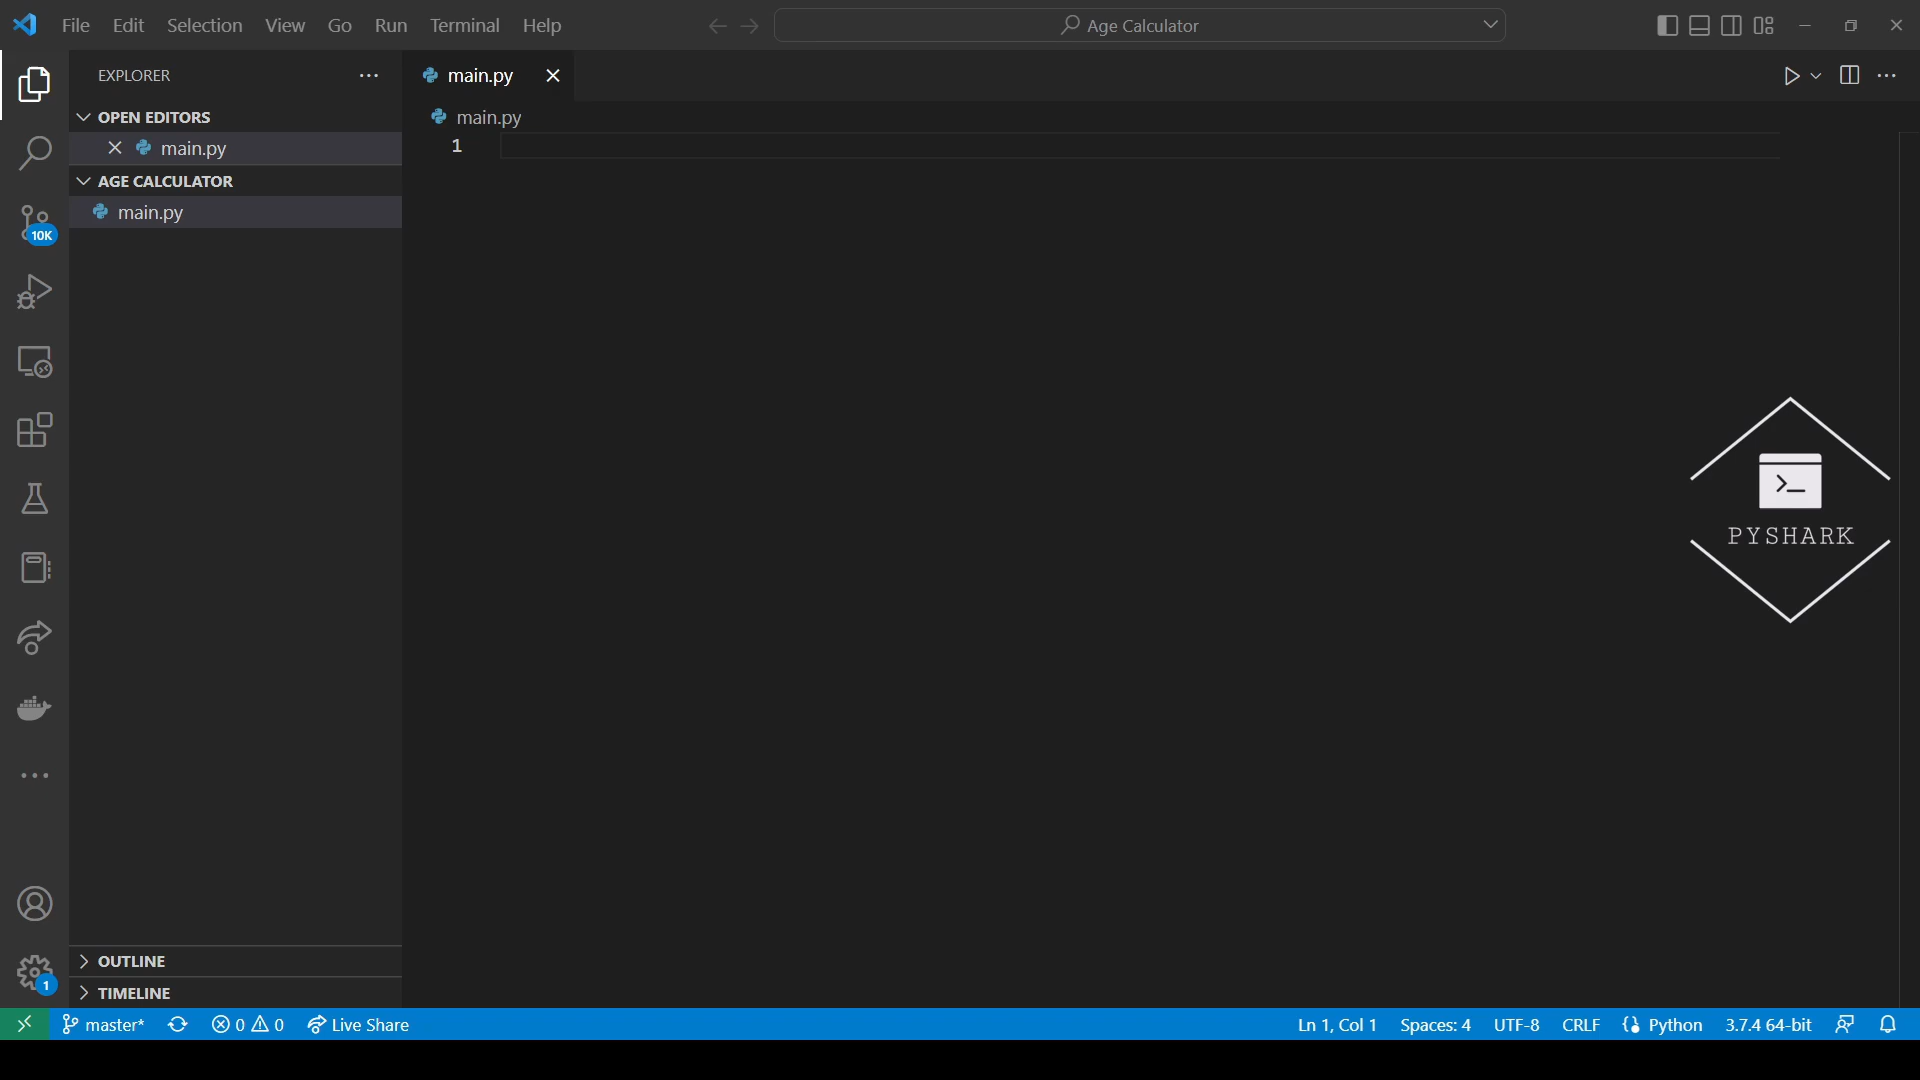 File Edit Selection View Go Run Terminal Help
Age Calculator
EXPLORER
OPEN EDITORS
main.py
AGE CALCULATOR
main.py
main.py
main.py
1
10K
PYSHARK
OUTLINE
1
TIMELINE
master* 0 0 Live Share
Ln 1, Col 1 Spaces: 4 UTF-8 CRLF Python 3.7.4 64-bit